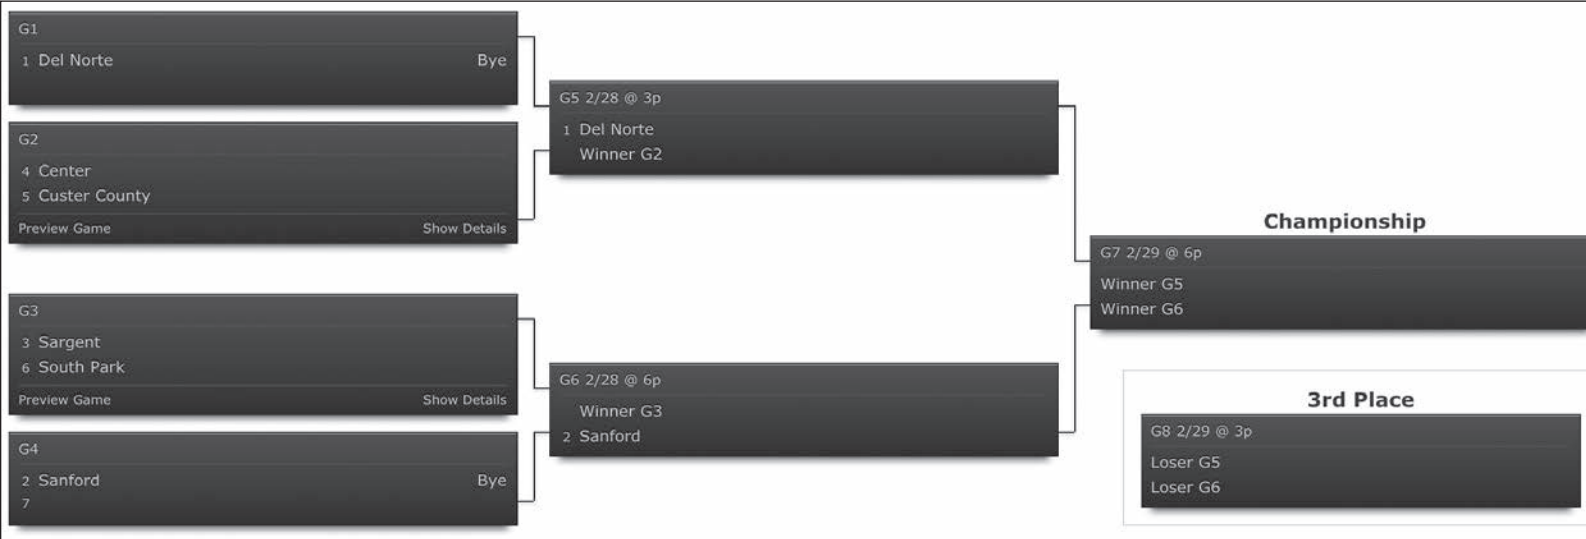 G1
1 Del Norte Bye
G2
4 Center
5 Custer County
Preview Game Show Details
G3
3 Sargent
6 South Park
Preview Game Show Details
G4
2 Sanford Bye
7
G5 2/28 @ 3p
1 Del Norte
Winner G2
G6 2/28 @ 6p
Winner G3
2 Sanford
Championship
G7 2/29 @ 6p
Winner G5
Winner G6
3rd Place
G8 2/29 @ 3p
Loser G5
Loser G6